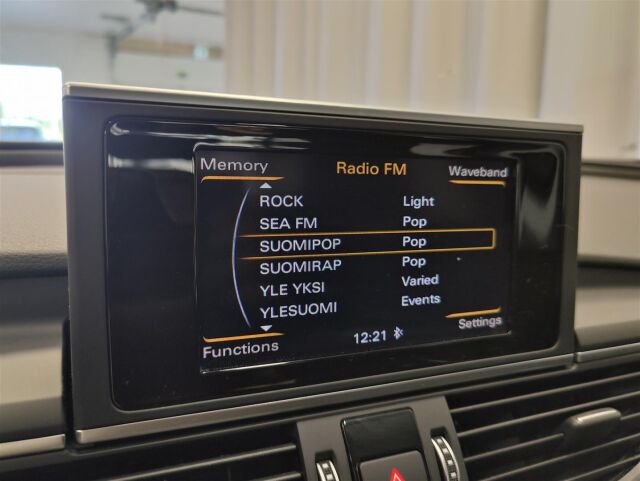 Memory Radio FM Waveband
ROCK Light
SEA FM Pop
SUOMIPOP Pop
SUOMIRAP Pop
YLE YKSI Varied
YLESUOMI Events
Functions 12:21 Settings